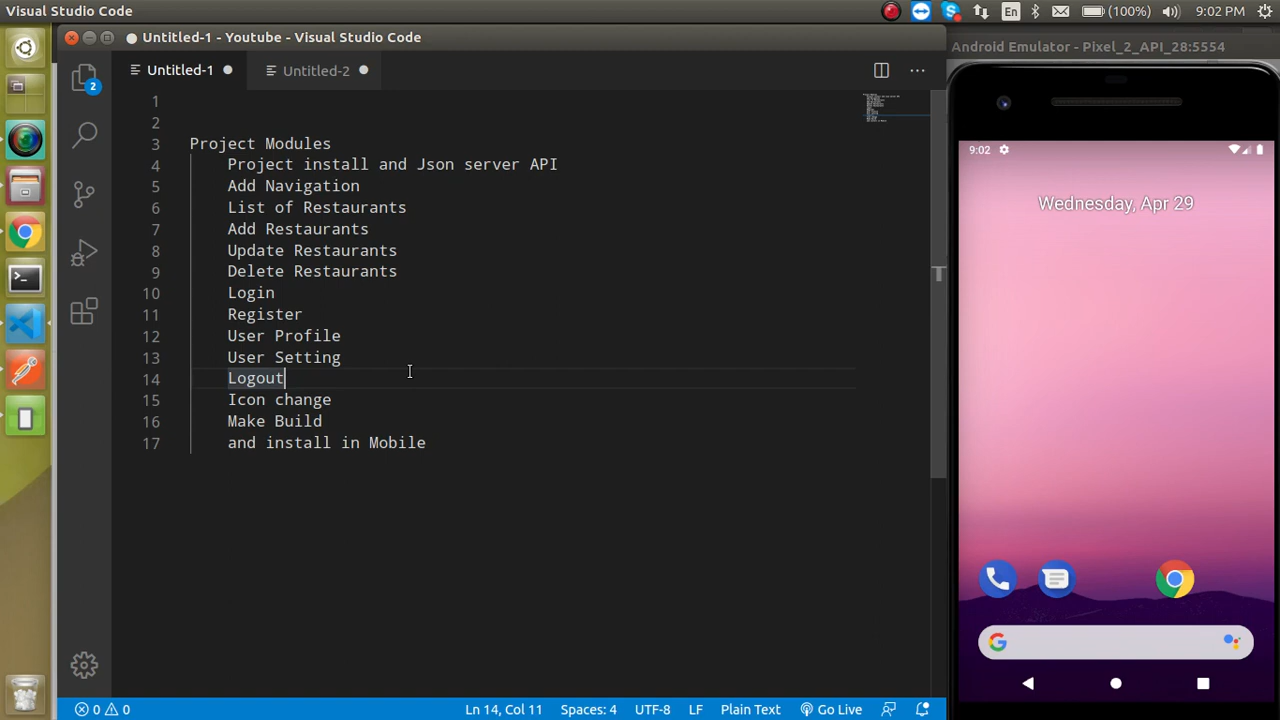 Visual Studio Code
En
(100%)
9:02 PM
Untitled-1 - Youtube - Visual Studio Code
Android Emulator - Pixel_2_API_28:5554
Untitled-1
Untitled-2
2
1
2
3 Project Modules
4 Project install and Json server API
5 Add Navigation
6 List of Restaurants
7 Add Restaurants
8 Update Restaurants
9 Delete Restaurants
10 Login
11 Register
12 User Profile
13 User Setting
14 Logout
15 Icon change
16 Make Build
17 and install in Mobile
0 0
Ln 14, Col 11
Spaces: 4
UTF-8
LF
Plain Text
Go Live
9:02
Wednesday, Apr 29